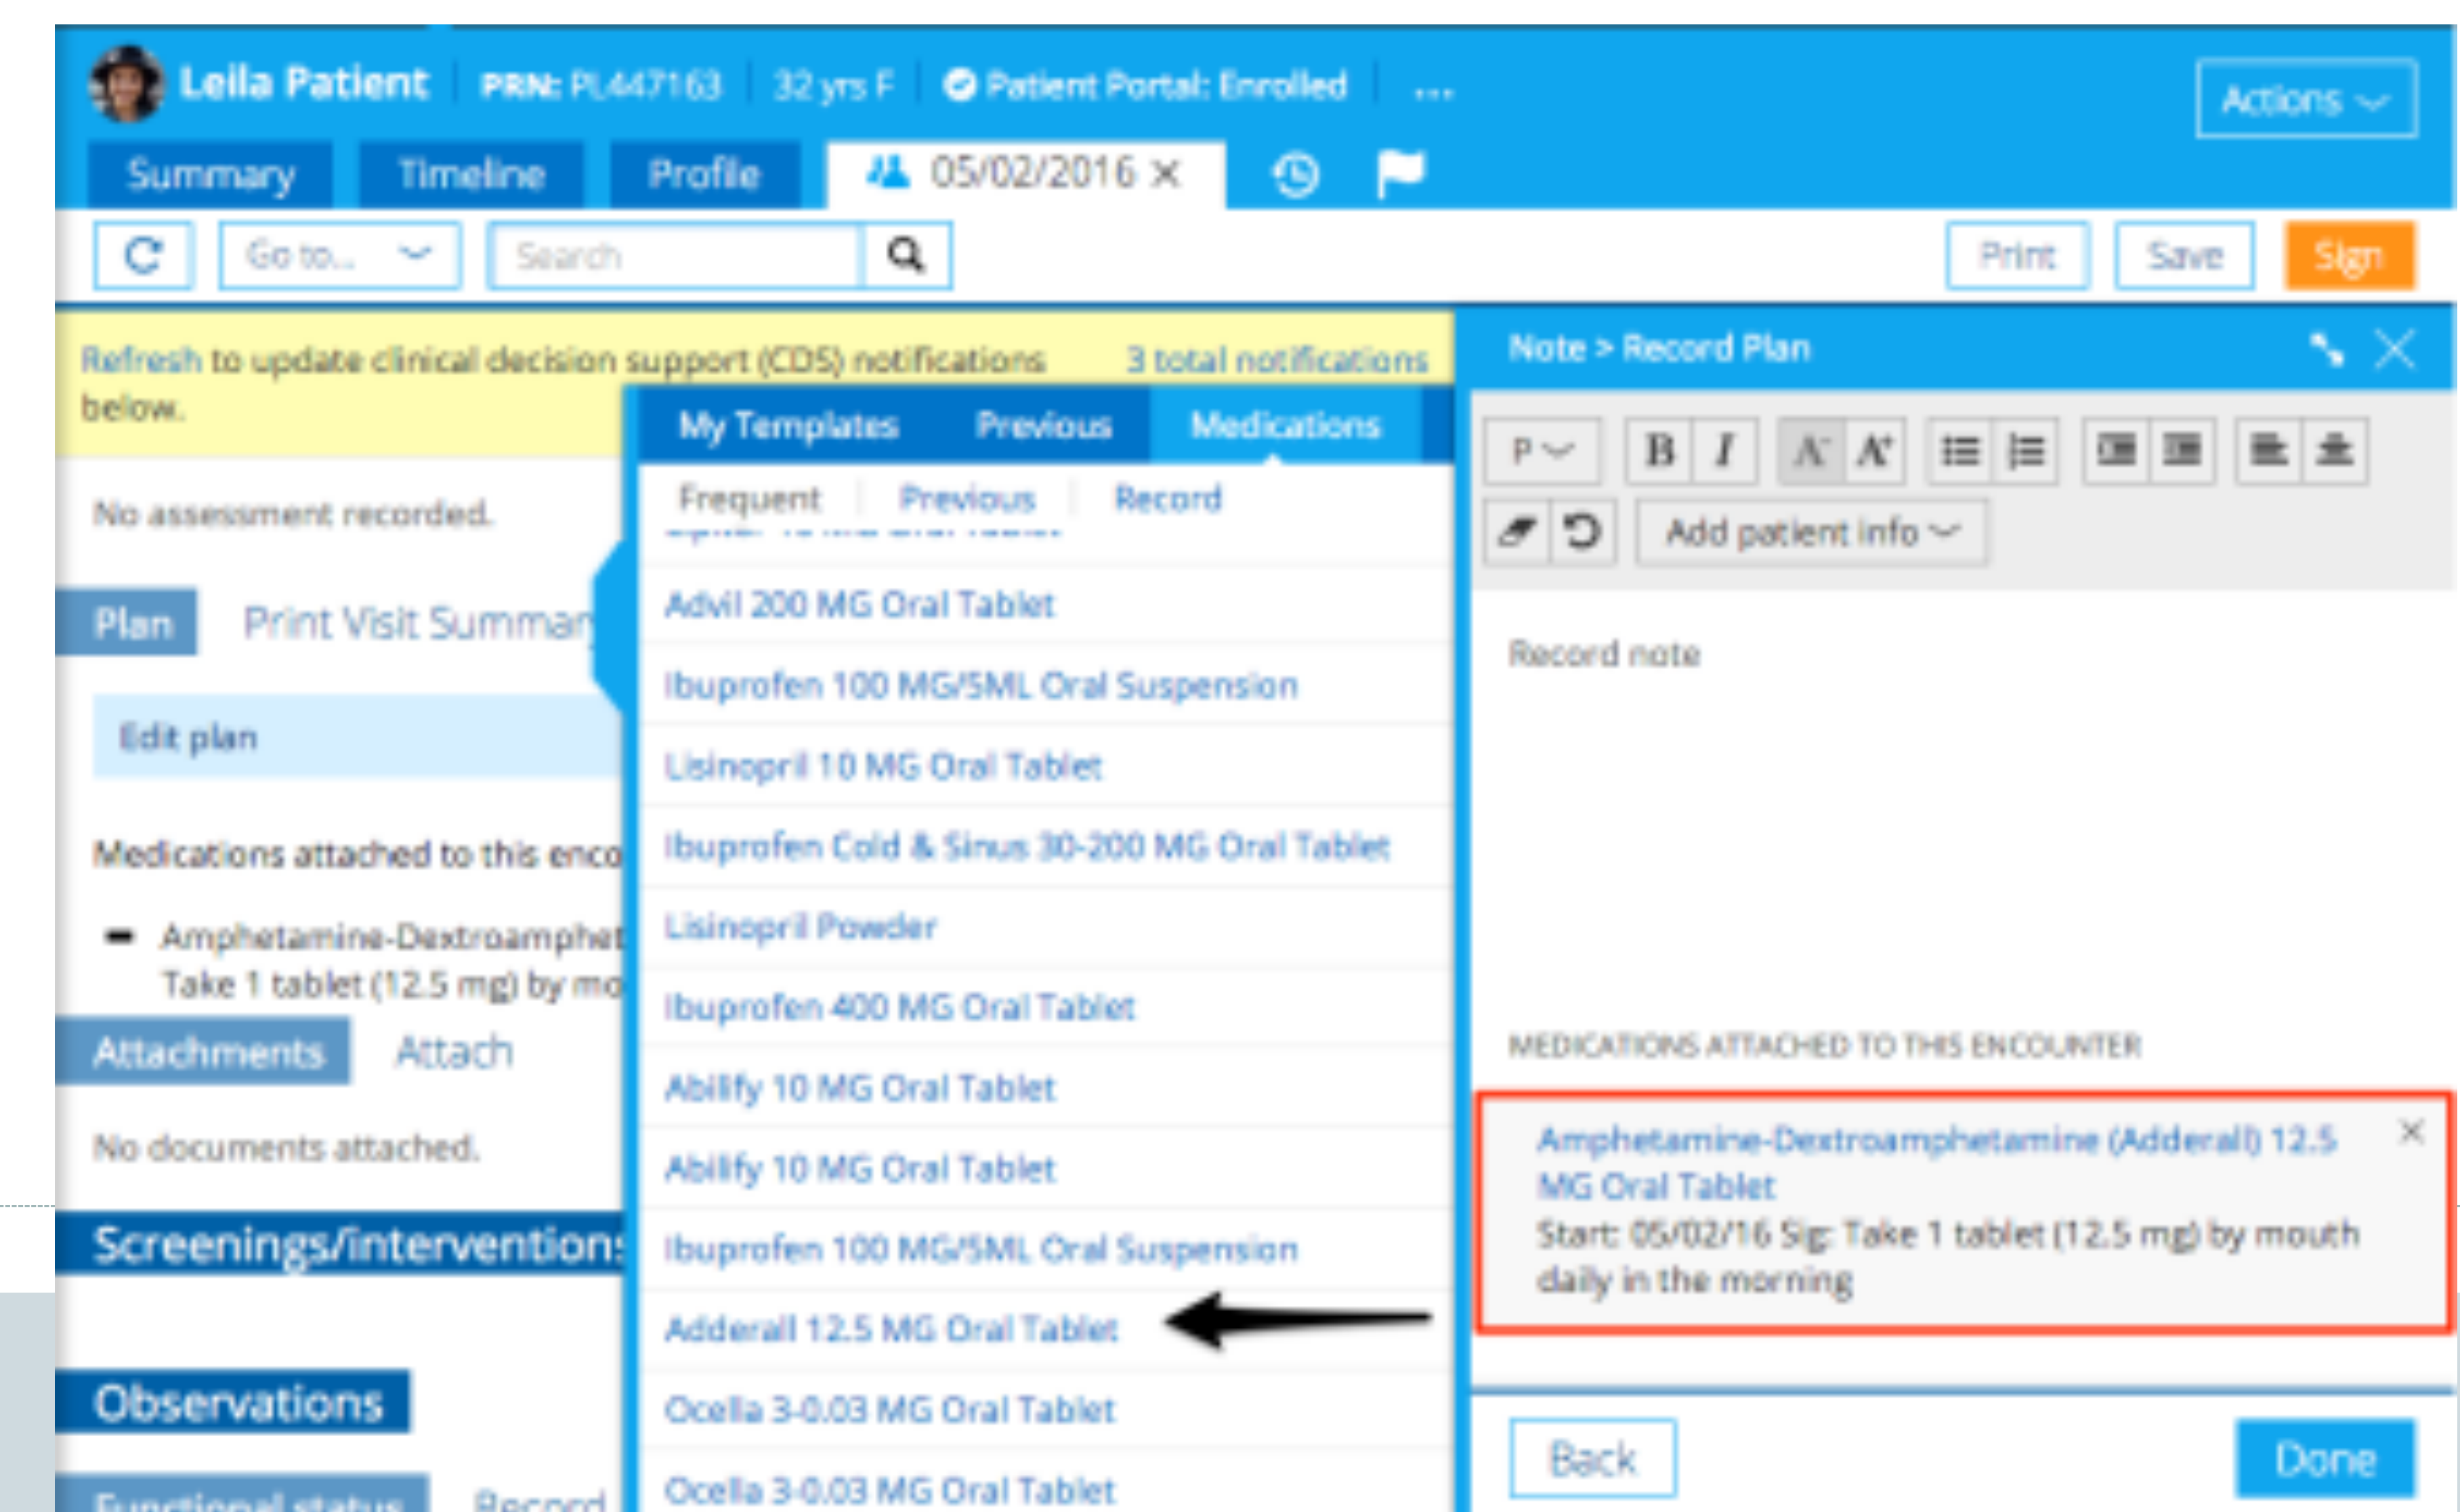 Leila Patient PRN: PL447163 32 yrs F Patient Portal: Enrolled ...
Actions
Summary Timeline Profile 05/02/2016 ×
Go to... Search
Print Save Sign
Refresh to update clinical decision support (CDS) notifications 3 total notifications
below.
No assessment recorded.
Plan Print Visit Summar
Edit plan
Medications attached to this enco
Amphetamine-Dextroamphet
Take 1 tablet (12.5 mg) by mo
Attachments Attach
No documents attached.
Screenings/interventions
Observations
Functional status Record
My Templates Previous Medications
Frequent Previous Record
Advil 200 MG Oral Tablet
Ibuprofen 100 MG/5ML Oral Suspension
Lisinopril 10 MG Oral Tablet
Ibuprofen Cold & Sinus 30-200 MG Oral Tablet
Lisinopril Powder
Ibuprofen 400 MG Oral Tablet
Abilify 10 MG Oral Tablet
Abilify 10 MG Oral Tablet
Ibuprofen 100 MG/5ML Oral Suspension
Adderall 12.5 MG Oral Tablet
Ocella 3-0.03 MG Oral Tablet
Ocella 3-0.03 MG Oral Tablet
Note > Record Plan
P B I A- A+
Add patient info
Record note
MEDICATIONS ATTACHED TO THIS ENCOUNTER
Amphetamine-Dextroamphetamine (Adderall) 12.5
MG Oral Tablet
Start: 05/02/16 Sig: Take 1 tablet (12.5 mg) by mouth
daily in the morning
Back Done